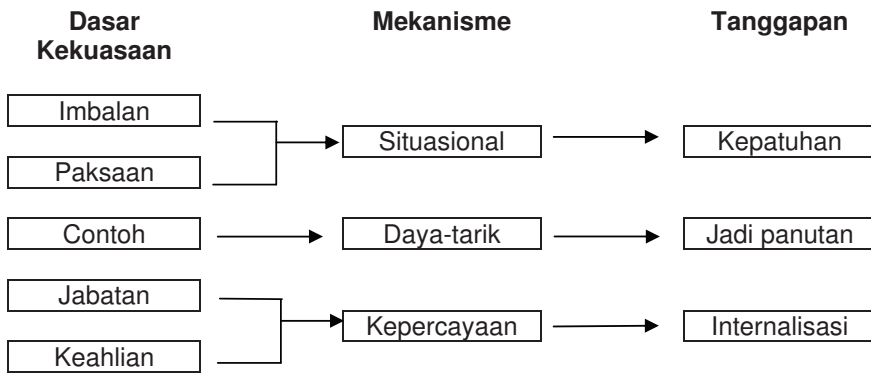 Dasar Kekuasaan
Mekanisme
Tanggapan
Imbalan
Paksaan
Situasional
Kepatuhan
Contoh
Daya-tarik
Jadi panutan
Jabatan
Keahlian
Kepercayaan
Internalisasi